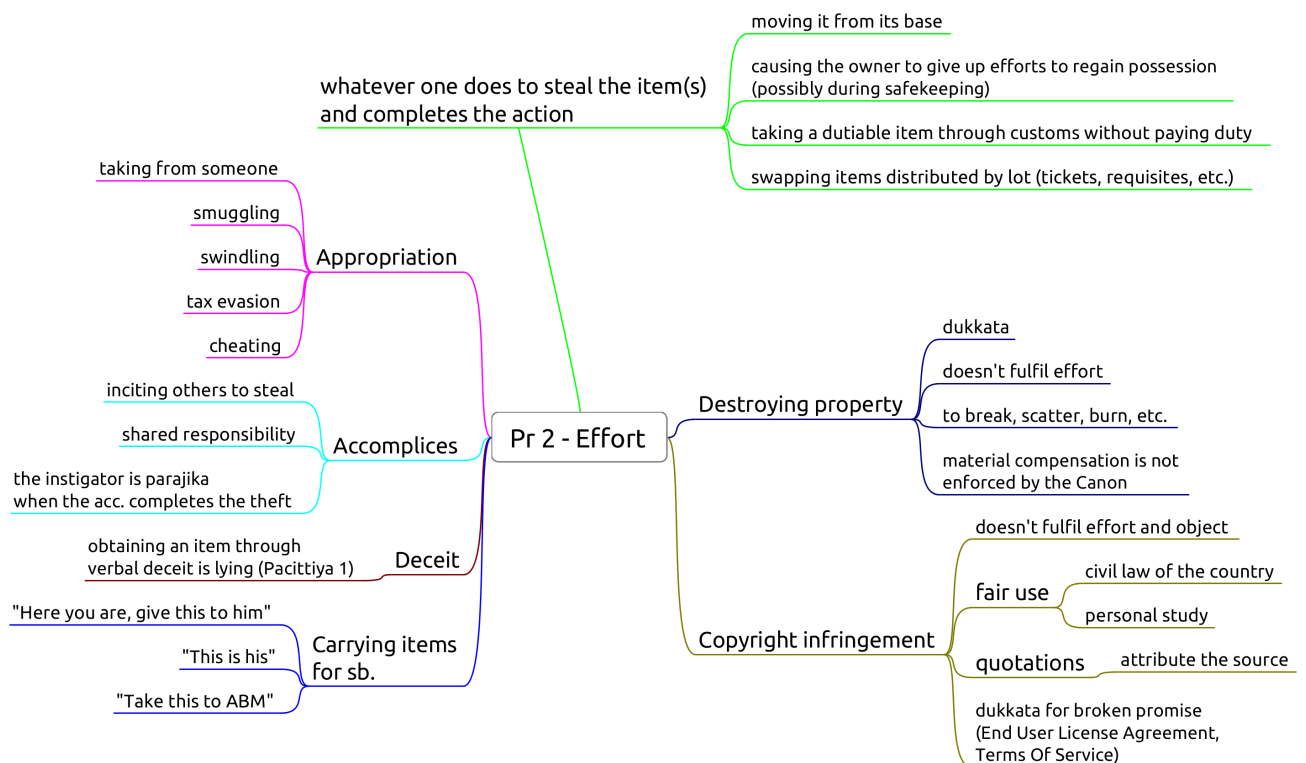 moving it from its base
whatever one does to steal the item(s)
and completes the action
causing the owner to give up efforts to regain possession
(possibly during safekeeping)
taking a dutiable item through customs without paying duty
swapping items distributed by lot (tickets, requisites, etc.)
taking from someone
smuggling
swindling
tax evasion
cheating
Appropriation
inciting others to steal
shared responsibility
the instigator is parajika
when the acc. completes the theft
Accomplices
obtaining an item through
verbal deceit is lying (Pacittiya 1)
Deceit
"Here you are, give this to him"
"This is his"
"Take this to ABM"
Carrying items
for sb.
Pr 2 - Effort
Destroying property
dukkata
doesn't fulfil effort
to break, scatter, burn, etc.
material compensation is not
enforced by the Canon
Copyright infringement
doesn't fulfil effort and object
fair use
civil law of the country
personal study
quotations
attribute the source
dukkata for broken promise
(End User License Agreement,
Terms Of Service)